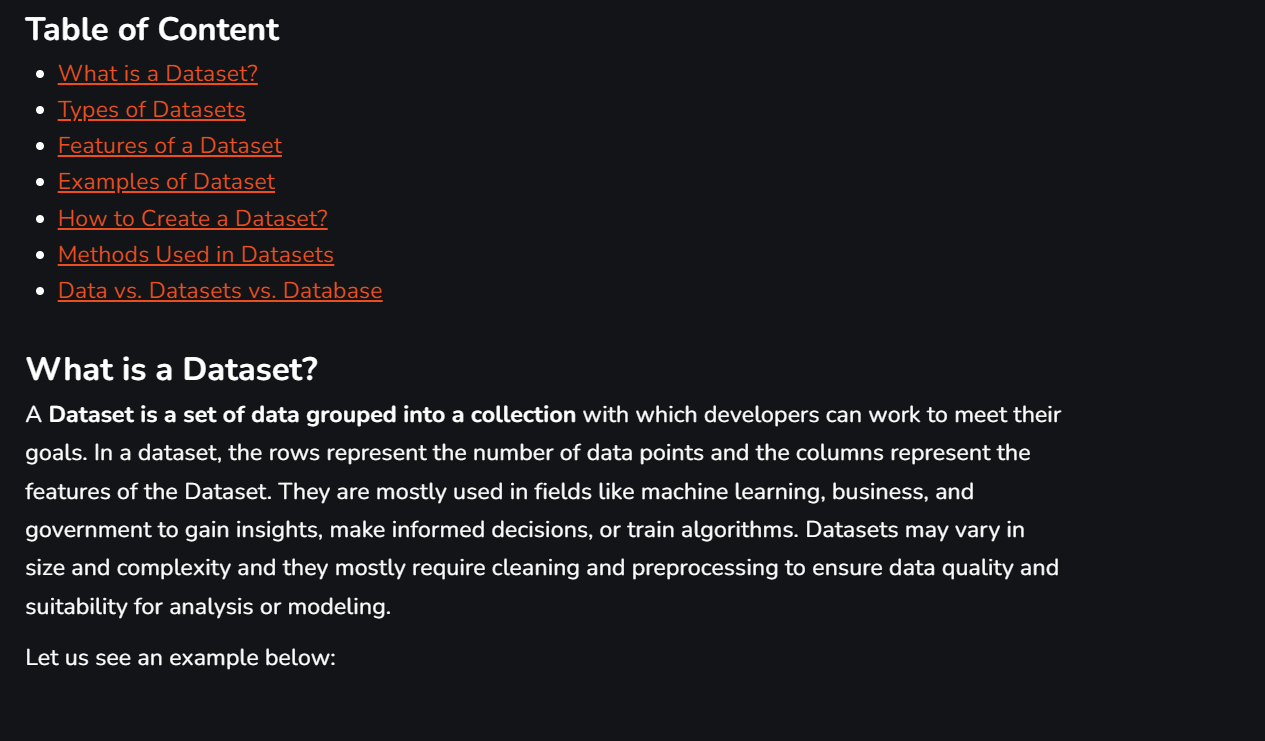 Table of Content
What is a Dataset?
Types of Datasets
Features of a Dataset
Examples of Dataset
How to Create a Dataset?
Methods Used in Datasets
Data vs. Datasets vs. Database
What is a Dataset?
A Dataset is a set of data grouped into a collection with which developers can work to meet their
goals. In a dataset, the rows represent the number of data points and the columns represent the
features of the Dataset. They are mostly used in fields like machine learning, business, and
government to gain insights, make informed decisions, or train algorithms. Datasets may vary in
size and complexity and they mostly require cleaning and preprocessing to ensure data quality and
suitability for analysis or modeling.
Let us see an example below: